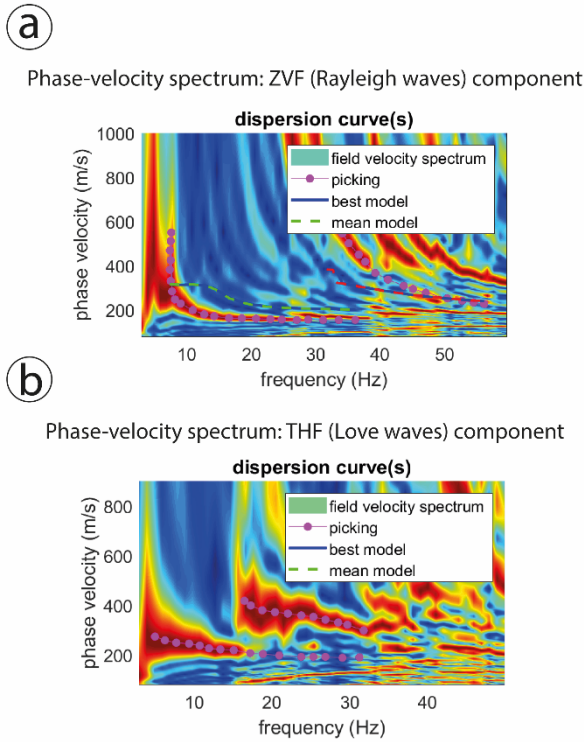 a
Phase-velocity spectrum: ZVF (Rayleigh waves) component
dispersion curve(s)
1000
800
600
400
200
phase velocity (m/s)
field velocity spectrum
picking
best model
mean model
10 20 30 40 50
frequency (Hz)
b
Phase-velocity spectrum: THF (Love waves) component
dispersion curve(s)
800
600
400
200
phase velocity (m/s)
field velocity spectrum
picking
best model
mean model
10 20 30 40
frequency (Hz)